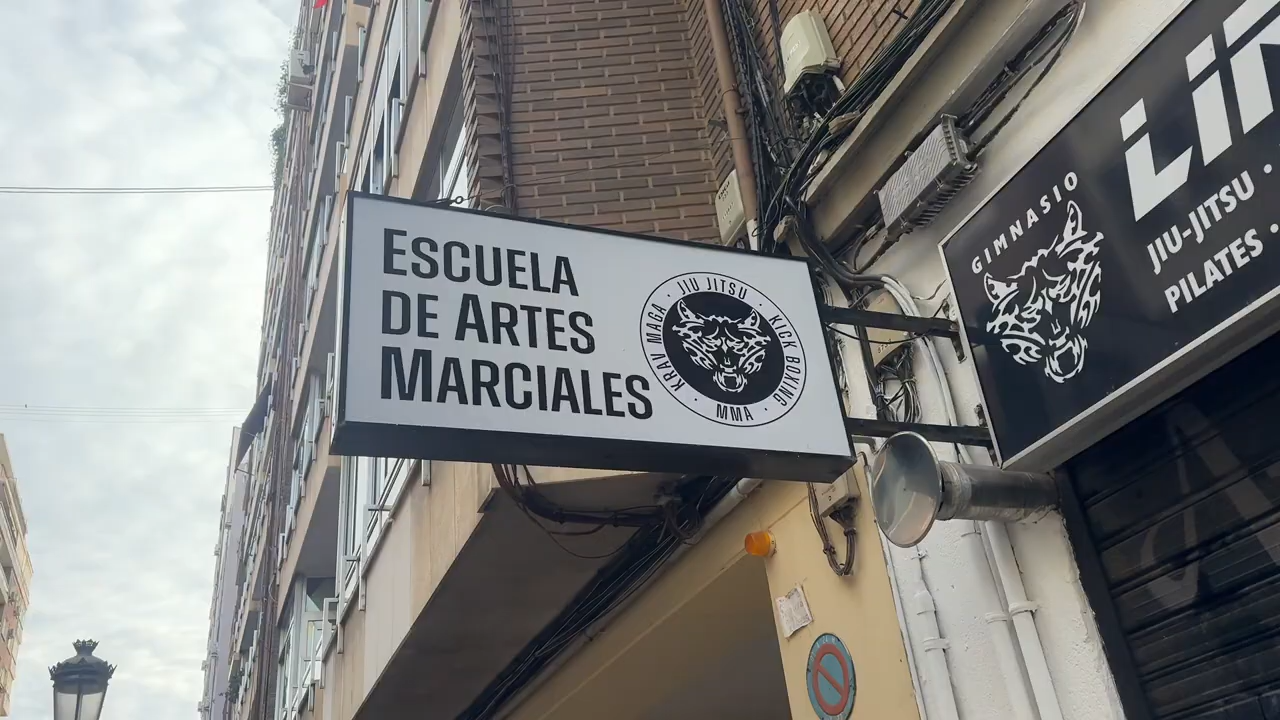 ESCUELA
DE ARTES
MARCIALES
KRAV MAGA · JIU JITSU · KICK BOXING · MMA ·
GIMNASIO
JIU-JITSU ·
PILATES ·